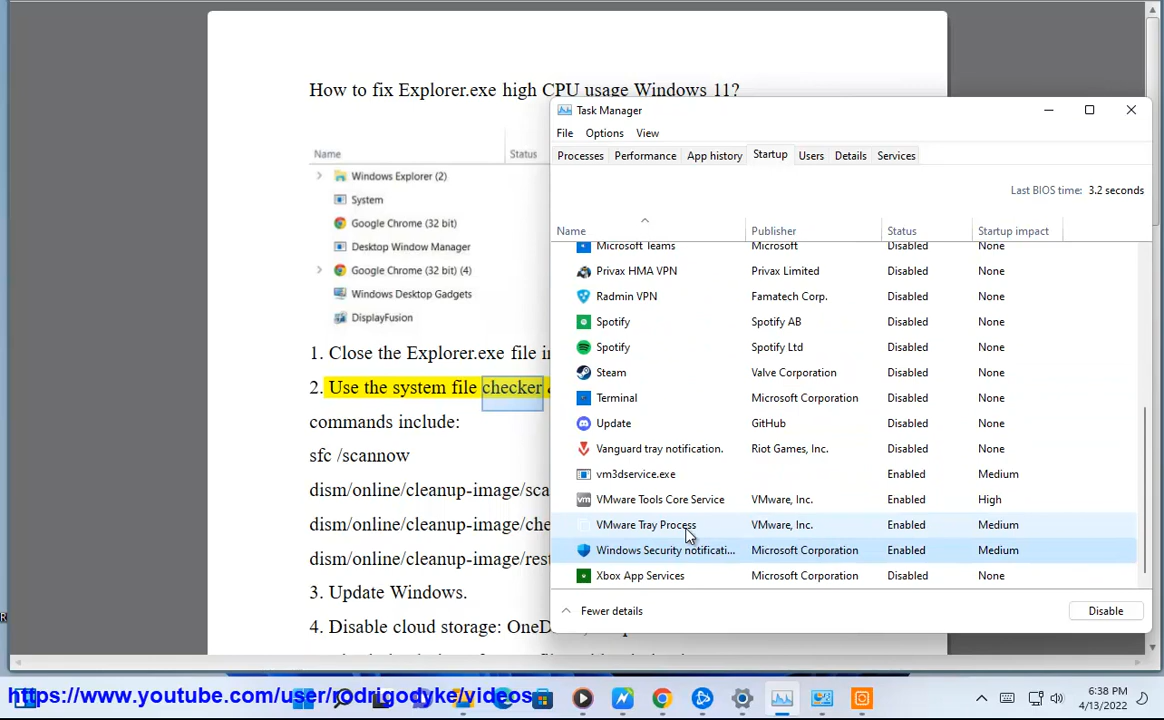 How to fix Explorer.exe high CPU usage Windows 11?
Name Status
Windows Explorer (2)
System
Google Chrome (32 bit)
Desktop Window Manager
Google Chrome (32 bit) (4)
Windows Desktop Gadgets
DisplayFusion
1. Close the Explorer.exe file
2. Use the system file checker
commands include:
sfc /scannow
dism/online/cleanup-image/
dism/online/cleanup-image/
dism/online/cleanup-image/
3. Update Windows.
4. Disable cloud storage:
Task Manager
File Options View
Processes Performance App history Startup Users Details Services
Last BIOS time: 3.2 seconds
Name Publisher Status Startup impact
Microsoft Teams Microsoft Disabled None
Privax HMA VPN Privax Limited Disabled None
Radmin VPN Famatech Corp. Disabled None
Spotify Spotify AB Disabled None
Spotify Spotify Ltd Disabled None
Steam Valve Corporation Disabled None
Terminal Microsoft Corporation Disabled None
Update GitHub Disabled None
Vanguard tray notification. Riot Games, Inc. Disabled None
vm3dservice.exe Enabled Medium
VMware Tools Core Service VMware, Inc. Enabled High
VMware Tray Process VMware, Inc. Enabled Medium
Windows Security notificati... Microsoft Corporation Enabled Medium
Xbox App Services Microsoft Corporation Disabled None
Fewer details Disable
https://www.youtube.com/user/rodrigodyke/videos
6:38 PM
4/13/2022